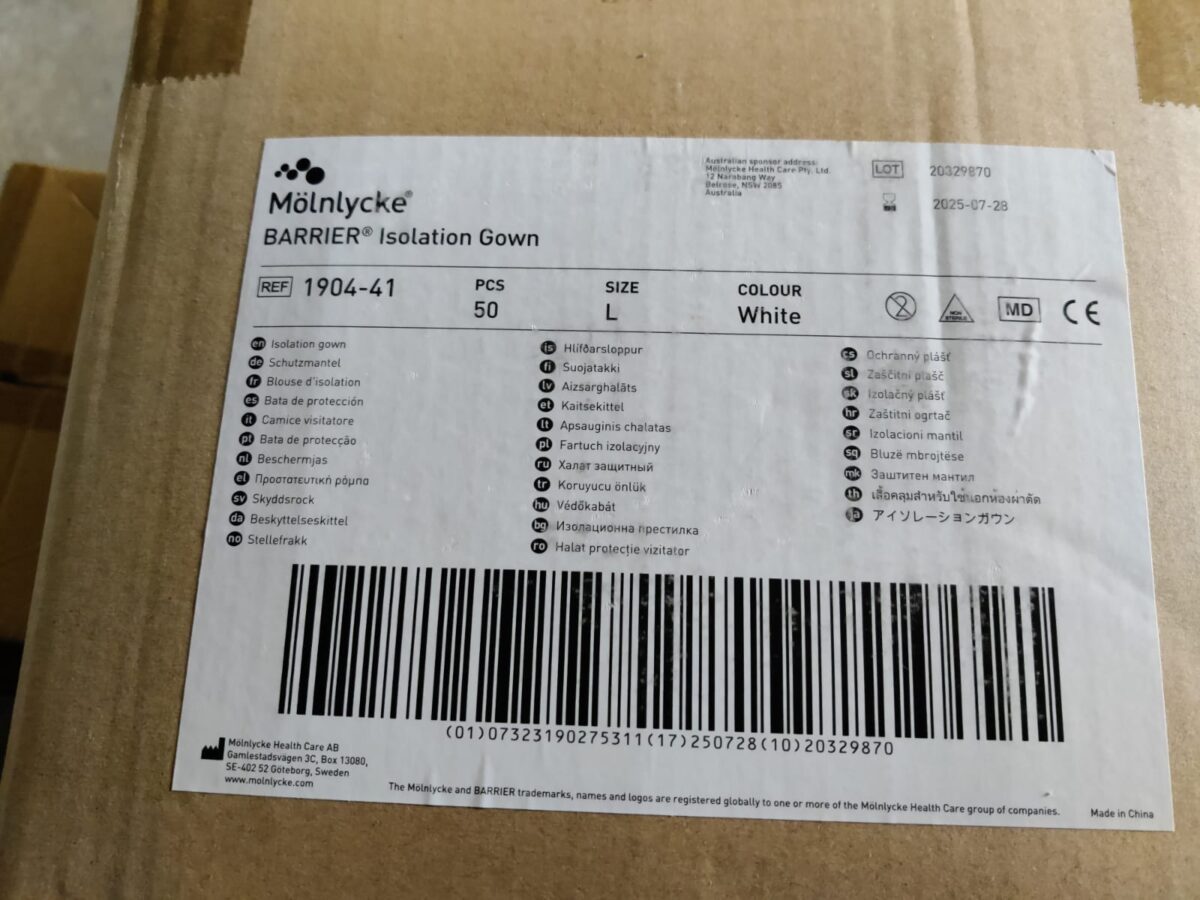 Mölnlycke®
BARRIER® Isolation Gown
Australian sponsor address:
Mölnlycke Health Care Pty. Ltd.
12 Narabang Way
Belrose, NSW 2085
Australia
LOT 20329870
2025-07-28
REF 1904-41
PCS
50
SIZE
L
COLOUR
White
2
NON STERILE
MD
CE
en Isolation gown
de Schutzmantel
fr Blouse d'isolation
es Bata de protección
it Camice visitatore
pt Bata de protecção
nl Beschermjas
el Προστατευτική ρόμπα
sv Skyddsrock
da Beskyttelseskittel
no Stellefrakk
is Hlífðarsloppur
fi Suojatakki
lv Aizsarghalāts
et Kaitsekittel
lt Apsauginis chalatas
pl Fartuch izolacyjny
ru Халат защитный
tr Koruyucu önlük
hu Védőkabát
bg Изолационна престилка
ro Halat protecție vizitator
cs Ochranný plášť
sl Zaščitni plašč
sk Izolačný plášť
hr Zaštitni ogrtač
sr Izolacioni mantil
sq Bluzë mbrojtëse
mk Заштитен мантил
th เสื้อคลุมสำหรับใช้นอกห้องผ่าตัด
ja アイソレーションガウン
(01)07323190275311(17)250728(10)20329870
Mölnlycke Health Care AB
Gamlestadsvägen 3C, Box 13080,
SE-402 52 Göteborg, Sweden
www.molnlycke.com
The Mölnlycke and BARRIER trademarks, names and logos are registered globally to one or more of the Mölnlycke Health Care group of companies.
Made in China